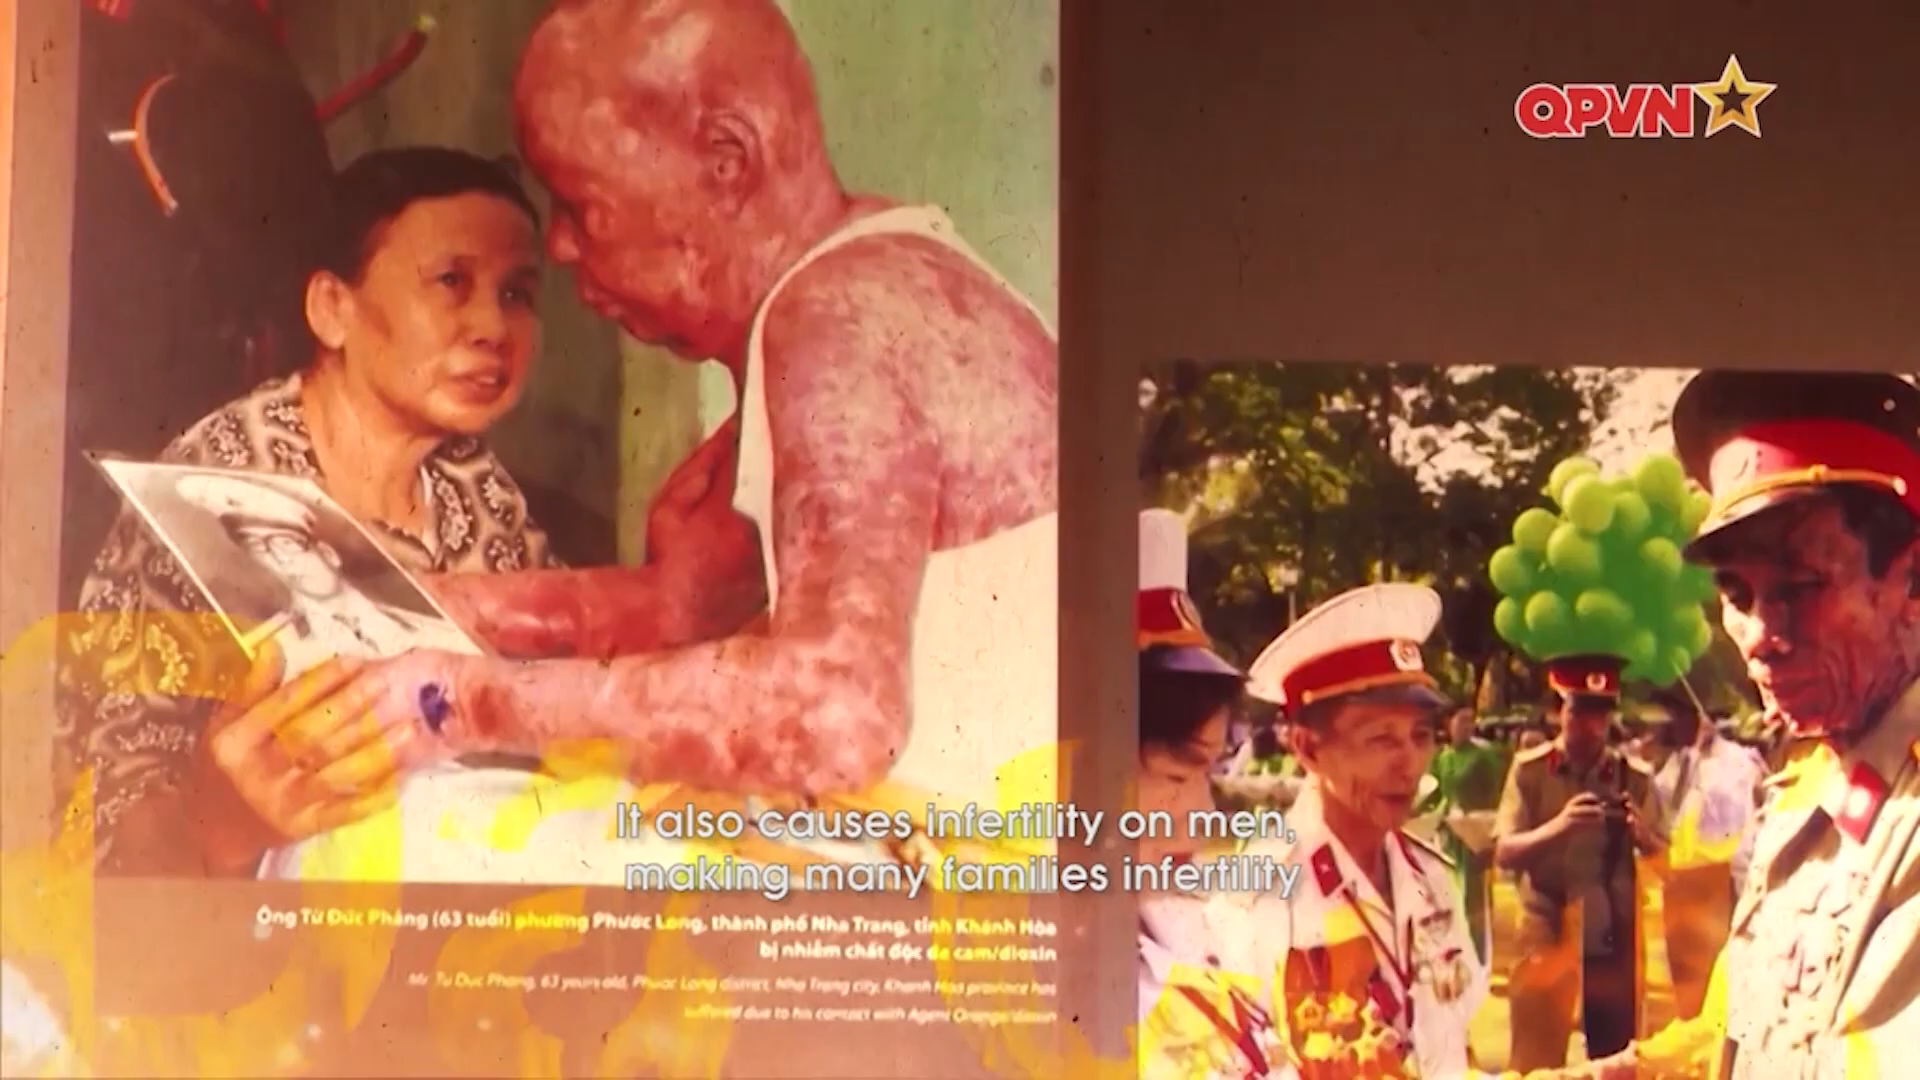 QPVN
It also causes infertility on men,
making many families infertility
Ông Từ Đức Phảng (63 tuổi) phường Phước Long, thành phố Nha Trang, tỉnh Khánh Hòa
bị nhiễm chất độc da cam/dioxin
Mr. Tu Duc Phang, 63 years old, Phuoc Long district, Nha Trang city, Khanh Hoa province has
suffered due to his contact with Agent Orange/dioxin